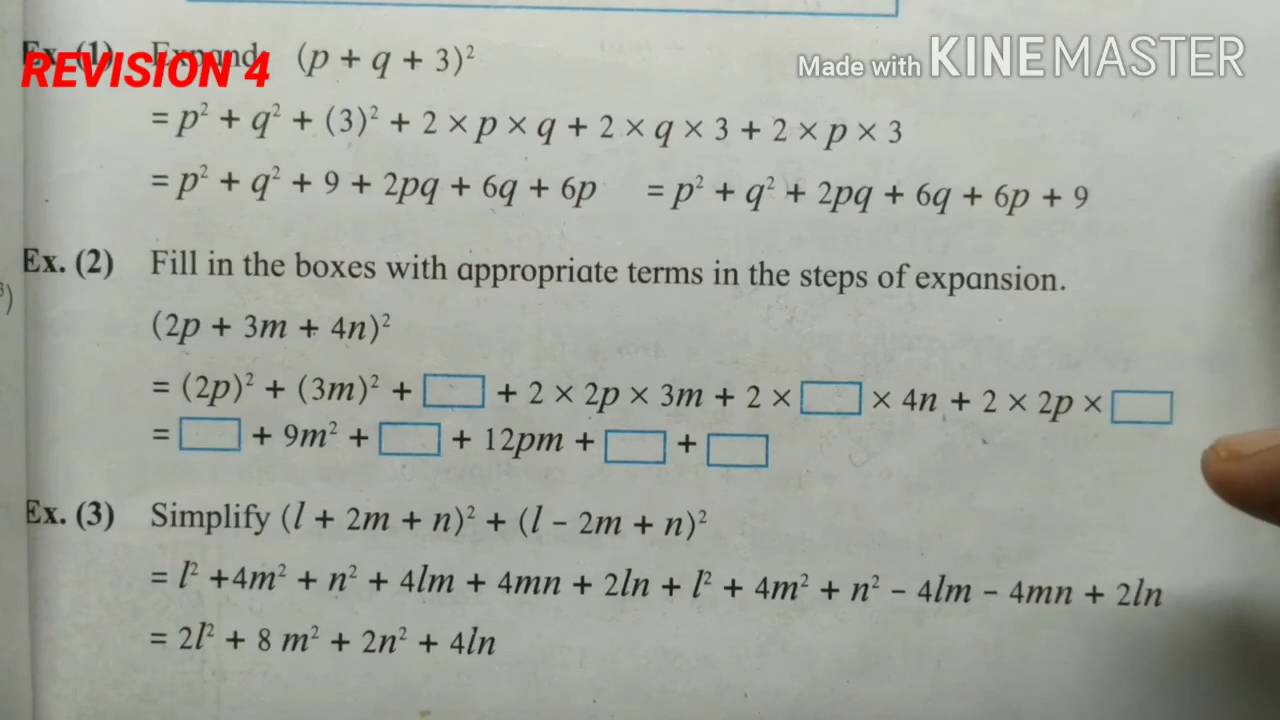 Ex. (1) Expand: (p + q + 3)²
REVISION 4
Made with KINEMASTER
= p² + q² + (3)² + 2 × p × q + 2 × q × 3 + 2 × p × 3
= p² + q² + 9 + 2pq + 6q + 6p = p² + q² + 2pq + 6q + 6p + 9
Ex. (2) Fill in the boxes with appropriate terms in the steps of expansion.
(2p + 3m + 4n)²
= (2p)² + (3m)² + □ + 2 × 2p × 3m + 2 × □ × 4n + 2 × 2p × □
= □ + 9m² + □ + 12pm + □ + □
Ex. (3) Simplify (l + 2m + n)² + (l – 2m + n)²
= l² +4m² + n² + 4lm + 4mn + 2ln + l² + 4m² + n² – 4lm – 4mn + 2ln
= 2l² + 8 m² + 2n² + 4ln